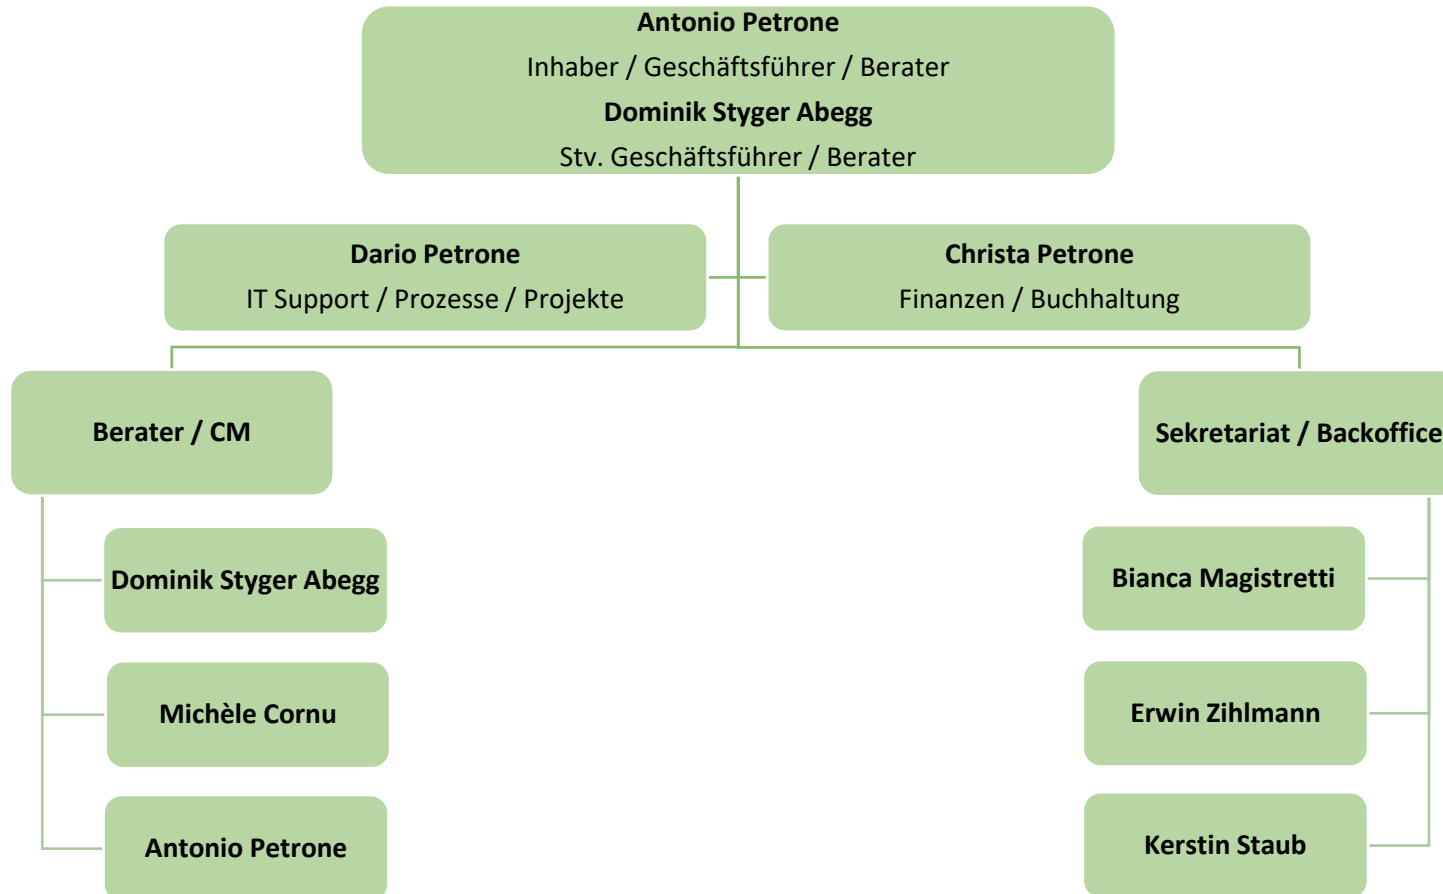 Antonio Petrone
Inhaber / Geschäftsführer / Berater
Dominik Styger Abegg
Stv. Geschäftsführer / Berater
Dario Petrone
IT Support / Prozesse / Projekte
Christa Petrone
Finanzen / Buchhaltung
Berater / CM
Dominik Styger Abegg
Michèle Cornu
Antonio Petrone
Sekretariat / Backoffice
Bianca Magistretti
Erwin Zihlmann
Kerstin Staub